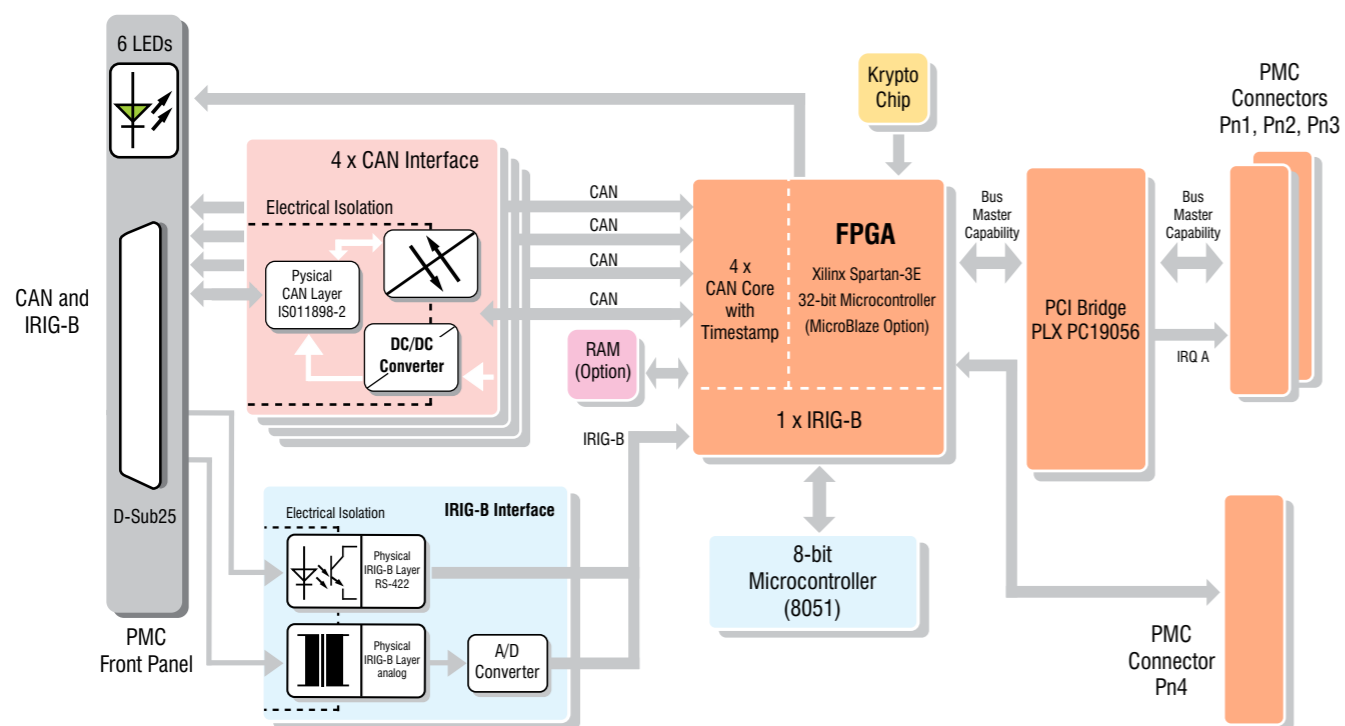 6 LEDs
CAN and
IRIG-B
D-Sub25
PMC
Front Panel
4 x CAN Interface
Electrical Isolation
Pysical
CAN Layer
IS011898-2
DC/DC
Converter
CAN
CAN
CAN
CAN
RAM
(Option)
IRIG-B
Electrical Isolation
IRIG-B Interface
Physical
IRIG-B Layer
RS-422
Physical
IRIG-B Layer
analog
A/D
Converter
Krypto
Chip
4 x
CAN Core
with
Timestamp
FPGA
Xilinx Spartan-3E
32-bit Microcontroller
(MicroBlaze Option)
1 x IRIG-B
8-bit
Microcontroller
(8051)
Bus
Master
Capability
PCI Bridge
PLX PC19056
Bus
Master
Capability
IRQ A
PMC
Connectors
Pn1, Pn2, Pn3
PMC
Connector
Pn4